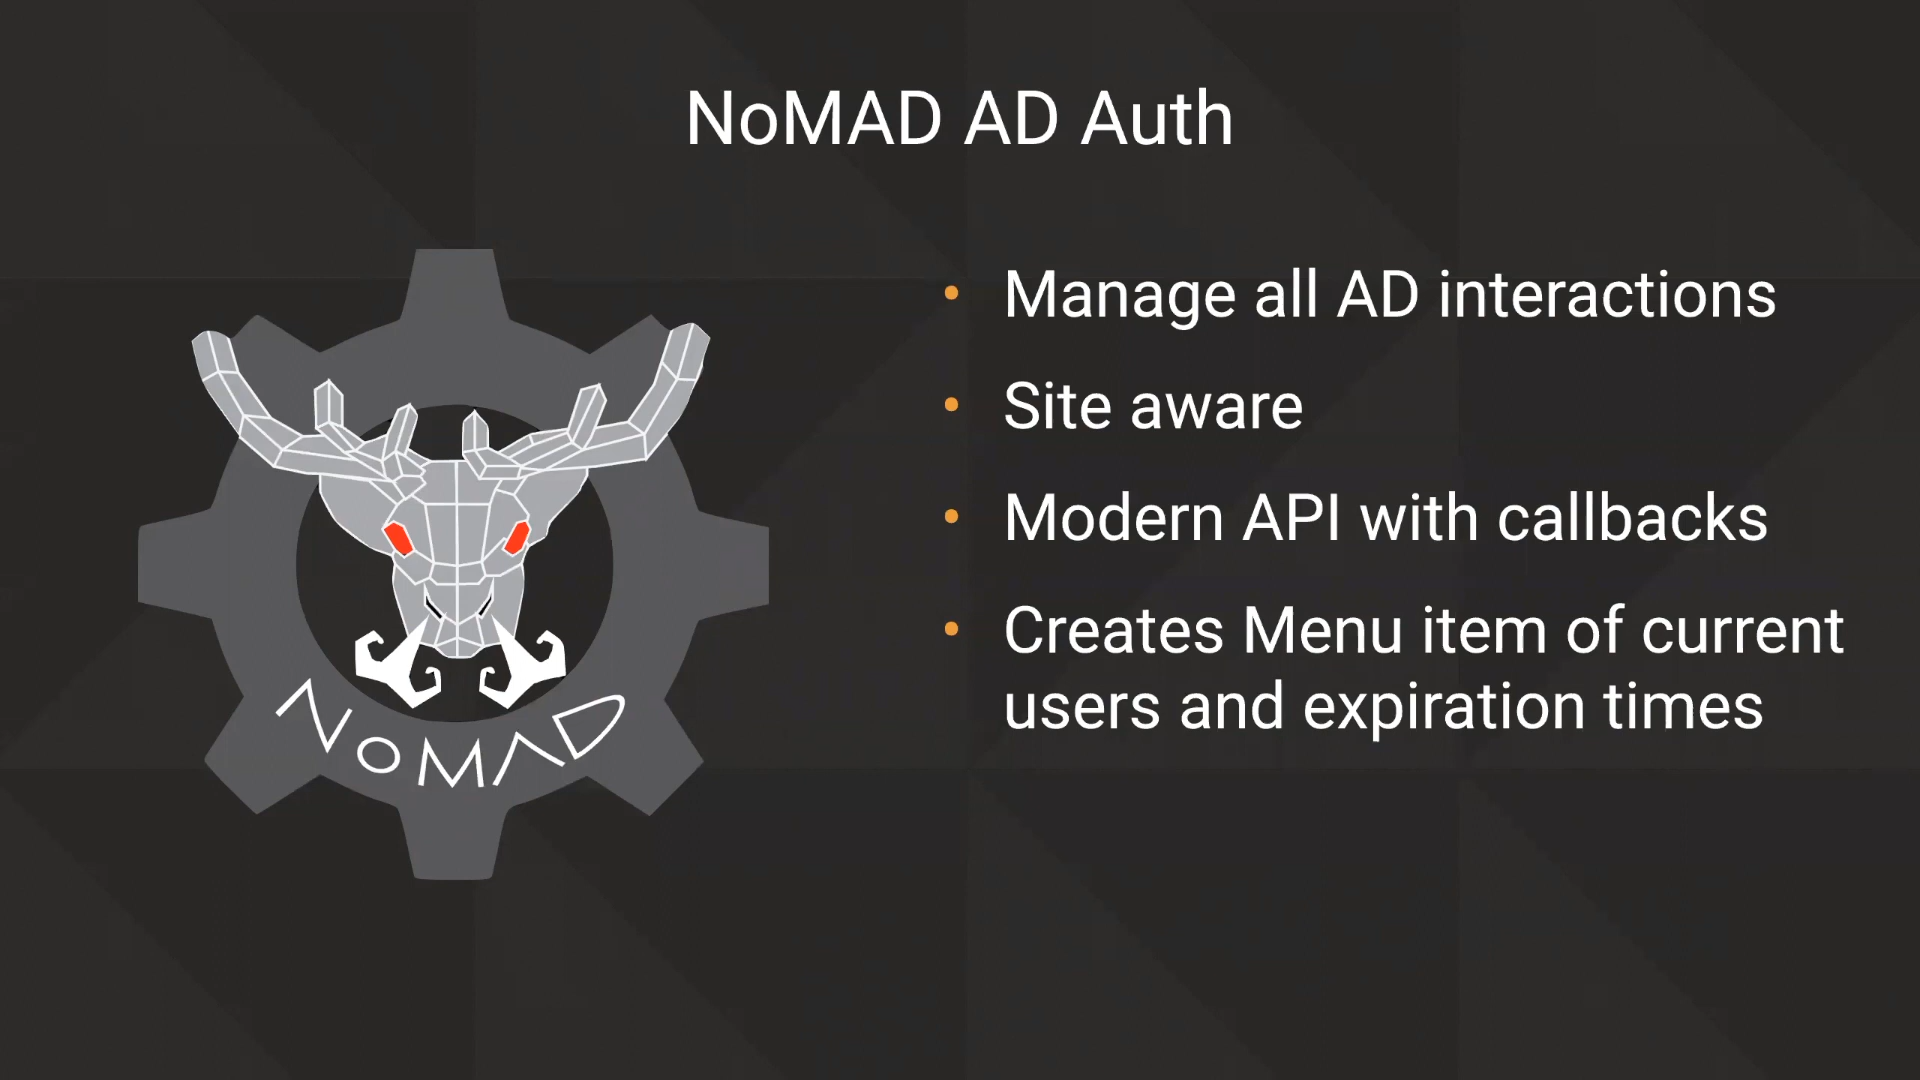 NoMAD AD Auth
• Manage all AD interactions
• Site aware
• Modern API with callbacks
• Creates Menu item of current
users and expiration times
NoMAD